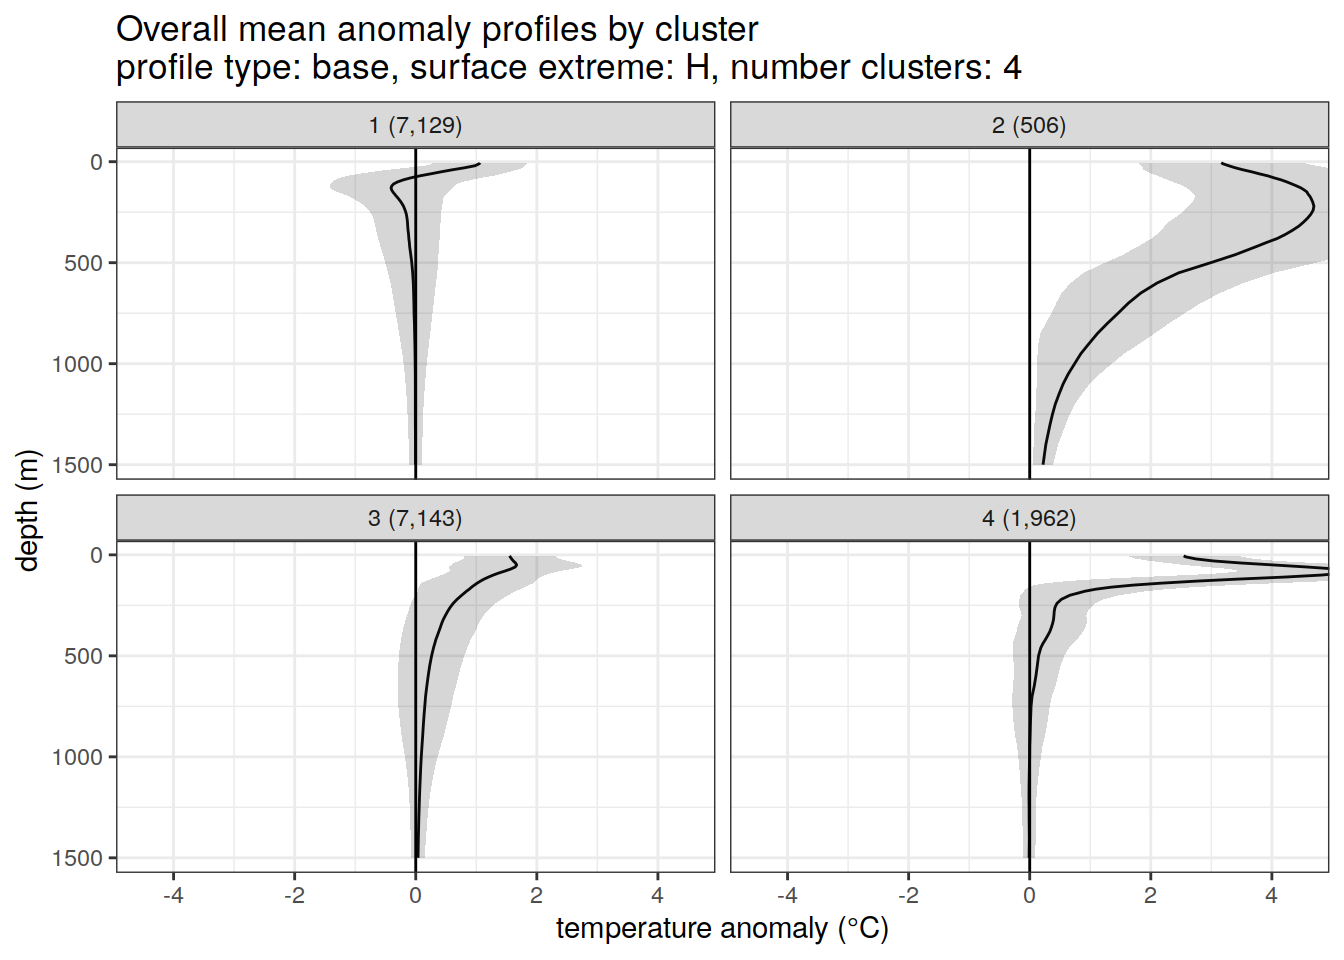 Overall mean anomaly profiles by cluster
profile type: base, surface extreme: H, number clusters: 4
1 (7,129)
2 (506)
0
500
1000
1500
3 (7,143)
4 (1,962)
0
500
1000
1500
depth (m)
-4 -2 0 2 4
-4 -2 0 2 4
temperature anomaly (°C)